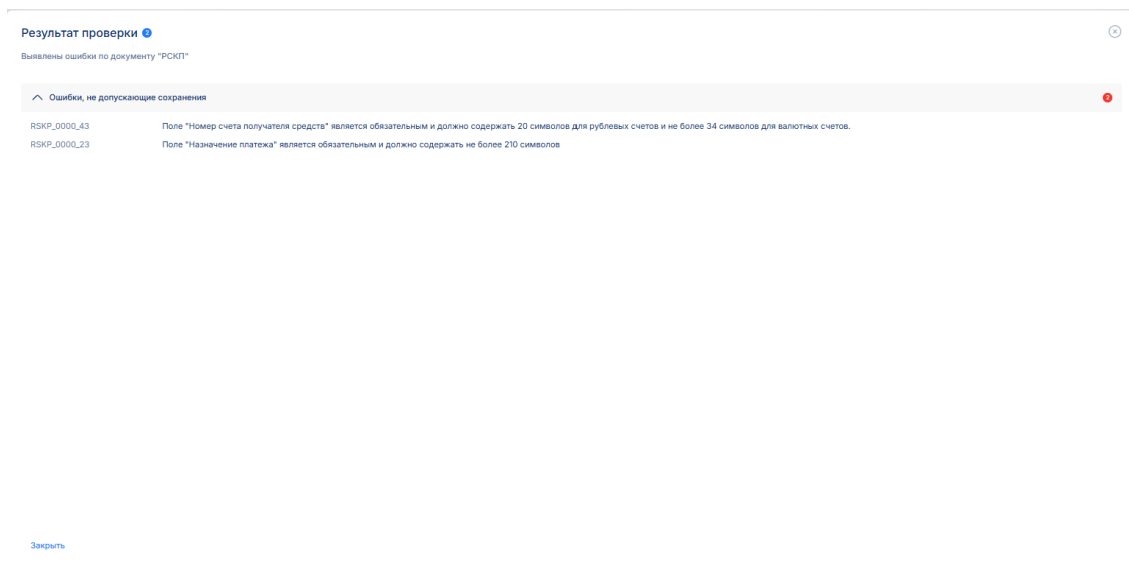 Результат проверки 2
Выявлены ошибки по документу "РСКП"
Ошибки, не допускающие сохранения 2
RSKP_0000_43 Поле "Номер счета получателя средств" является обязательным и должно содержать 20 символов для рублевых счетов и не более 34 символов для валютных счетов.
RSKP_0000_23 Поле "Назначение платежа" является обязательным и должно содержать не более 210 символов
Закрыть